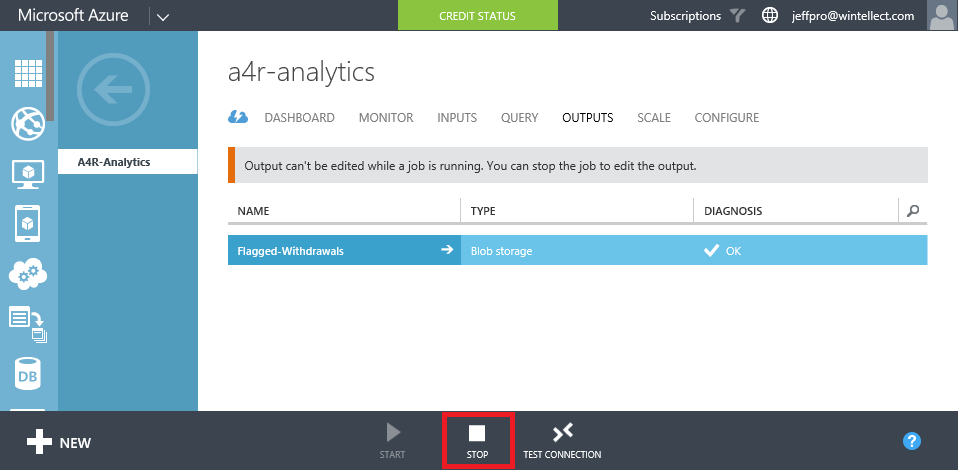 Microsoft Azure
CREDIT STATUS
Subscriptions
jeffpro@wintellect.com
a4r-analytics
DASHBOARD MONITOR INPUTS QUERY OUTPUTS SCALE CONFIGURE
A4R-Analytics
Output can't be edited while a job is running. You can stop the job to edit the output.
NAME TYPE DIAGNOSIS
Flagged-Withdrawals Blob storage OK
DB
NEW
START
STOP
TEST CONNECTION
?